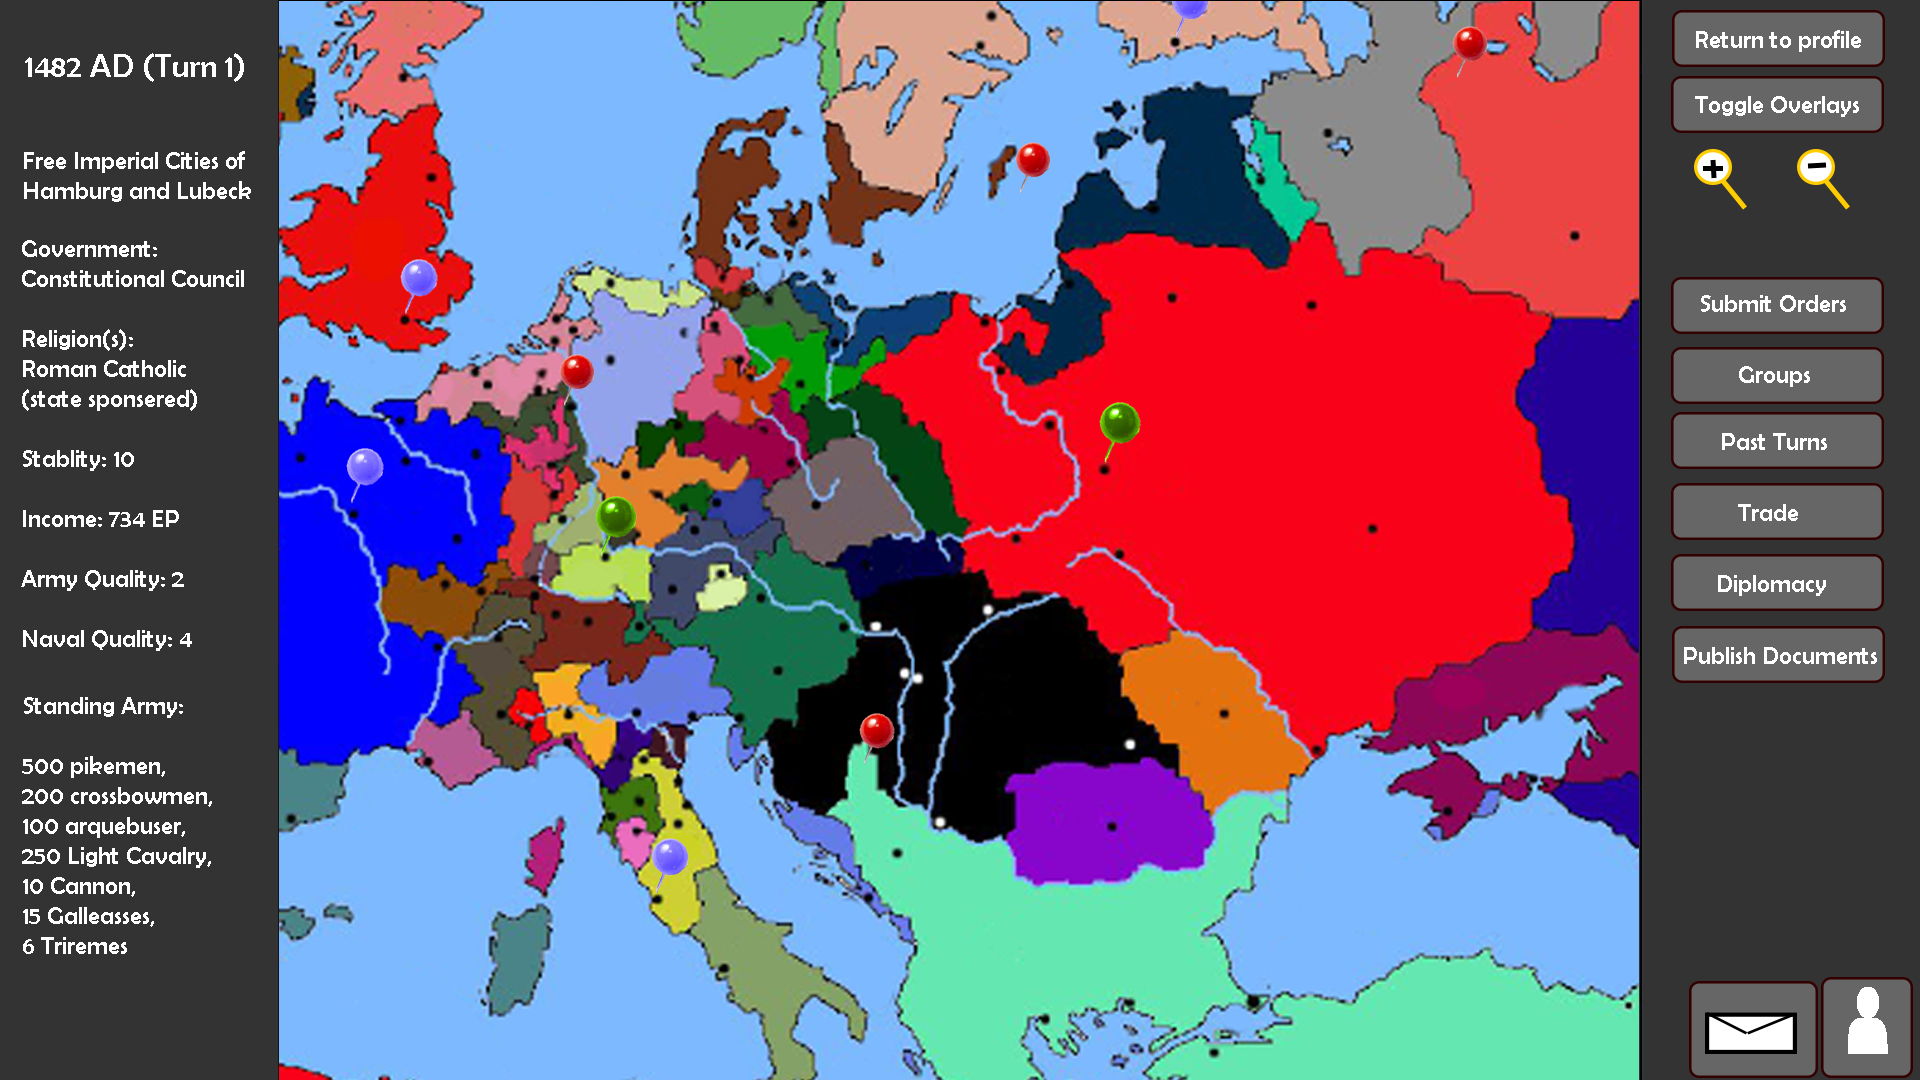 1482 AD (Turn 1)
Free Imperial Cities of
Hamburg and Lubeck
Government:
Constitutional Council
Religion(s):
Roman Catholic
(state sponsered)
Stablity: 10
Income: 734 EP
Army Quality: 2
Naval Quality: 4
Standing Army:
500 pikemen,
200 crossbowmen,
100 arquebuser,
250 Light Cavalry,
10 Cannon,
15 Galleasses,
6 Triremes
Return to profile
Toggle Overlays
Submit Orders
Groups
Past Turns
Trade
Diplomacy
Publish Documents